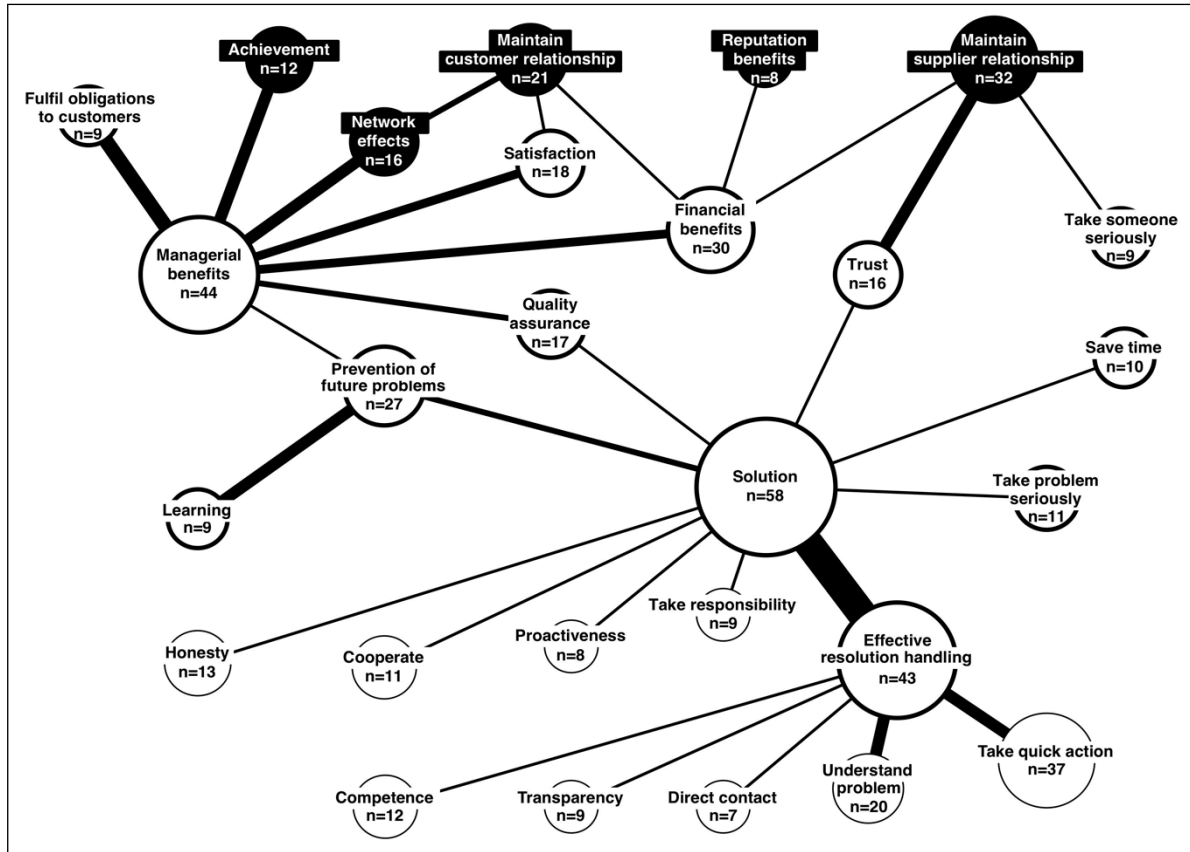 Achievement
n=12
Maintain
customer relationship
n=21
Reputation
benefits
n=8
Maintain
supplier relationship
n=32
Fulfil obligations
to customers
n=9
Network
effects
n=16
Satisfaction
n=18
Financial
benefits
n=30
Take someone
seriously
n=9
Managerial
benefits
n=44
Trust
n=16
Quality
assurance
n=17
Save time
n=10
Prevention of
future problems
n=27
Solution
n=58
Take problem
seriously
n=11
Learning
n=9
Take responsibility
n=9
Proactiveness
n=8
Effective
resolution handling
n=43
Honesty
n=13
Cooperate
n=11
Take quick action
n=37
Understand
problem
n=20
Competence
n=12
Transparency
n=9
Direct contact
n=7